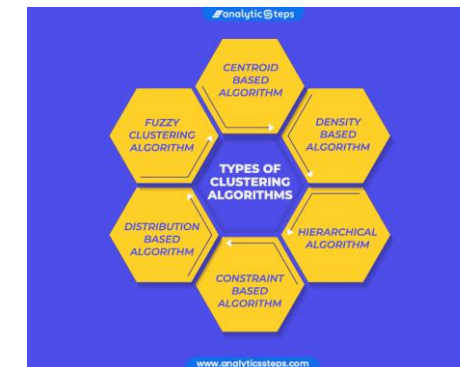 analyticSteps
CENTROID
BASED
ALGORITHM
DENSITY
BASED
ALGORITHM
HIERARCHICAL
ALGORITHM
CONSTRAINT
BASED
ALGORITHM
DISTRIBUTION
BASED
ALGORITHM
FUZZY
CLUSTERING
ALGORITHM
TYPES OF
CLUSTERING
ALGORITHMS
www.analyticssteps.com